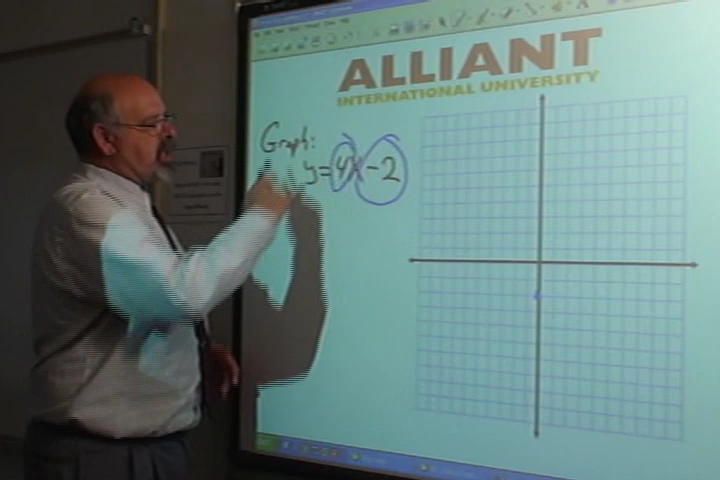 ALLIANT
INTERNATIONAL UNIVERSITY
Graph:
y=4x-2